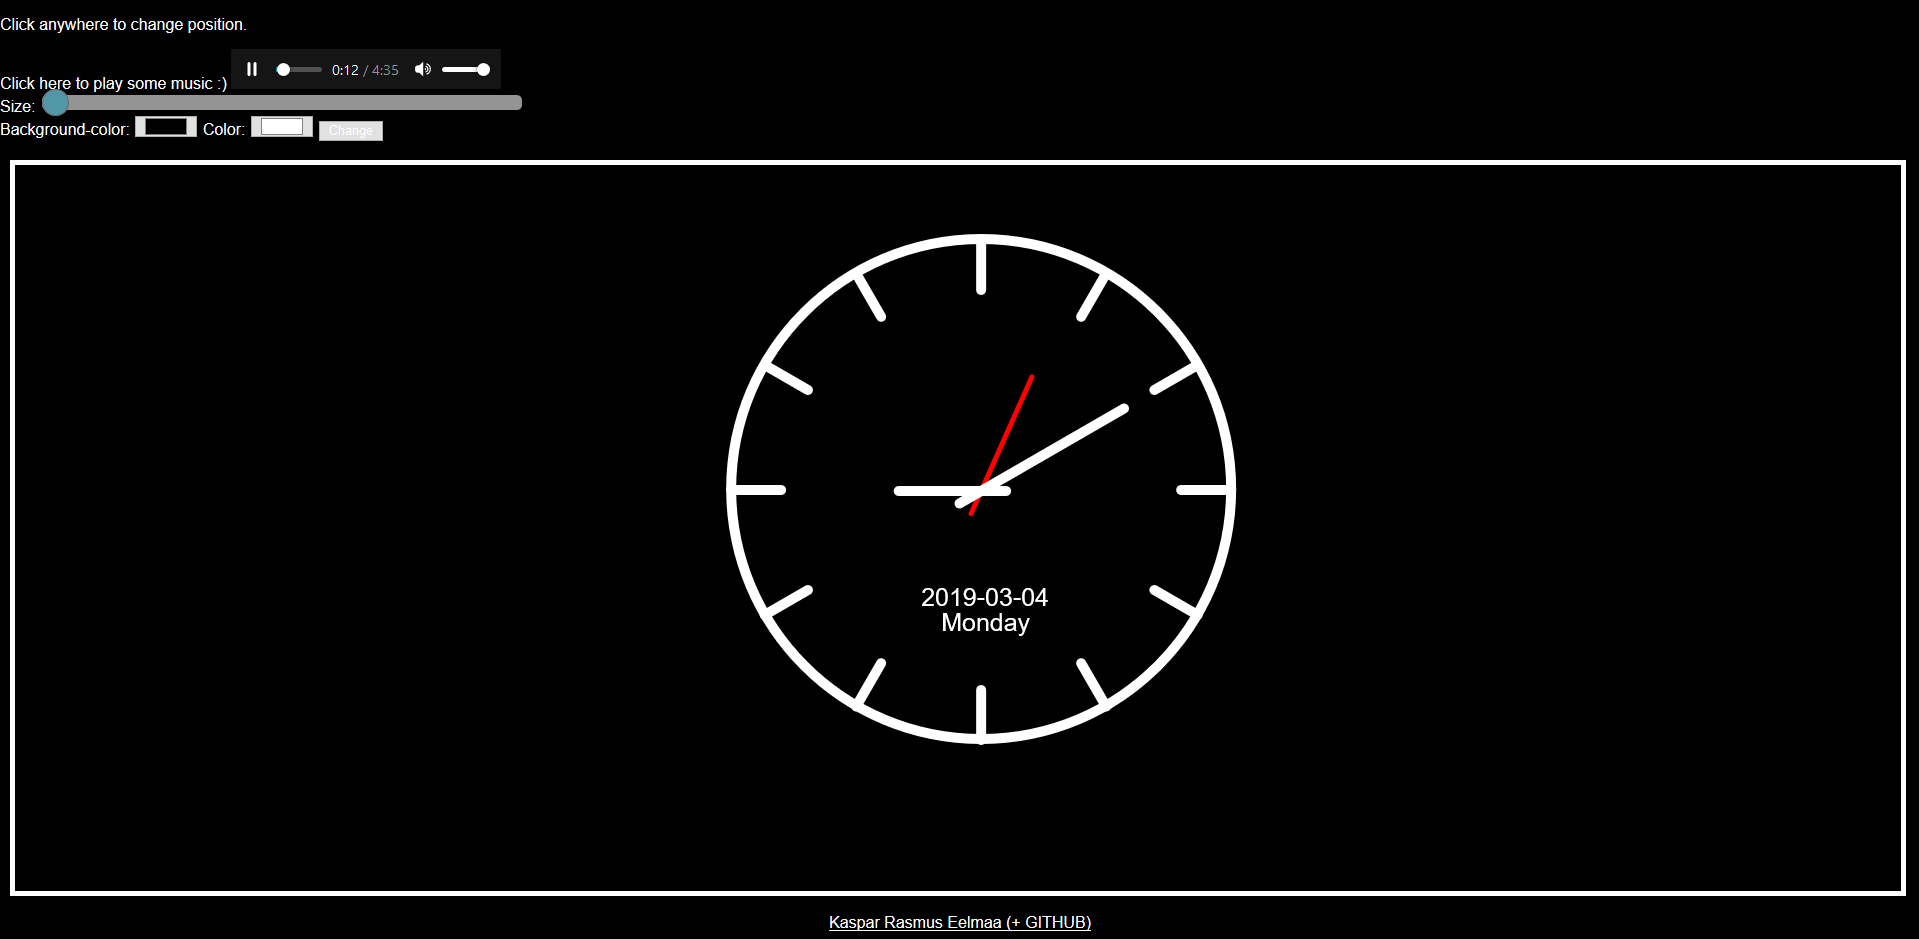 Click anywhere to change position.
Click here to play some music :) 0:12 / 4:35
Size:
Background-color: Color: Change
2019-03-04
Monday
Kaspar Rasmus Eelmaa (+ GITHUB)